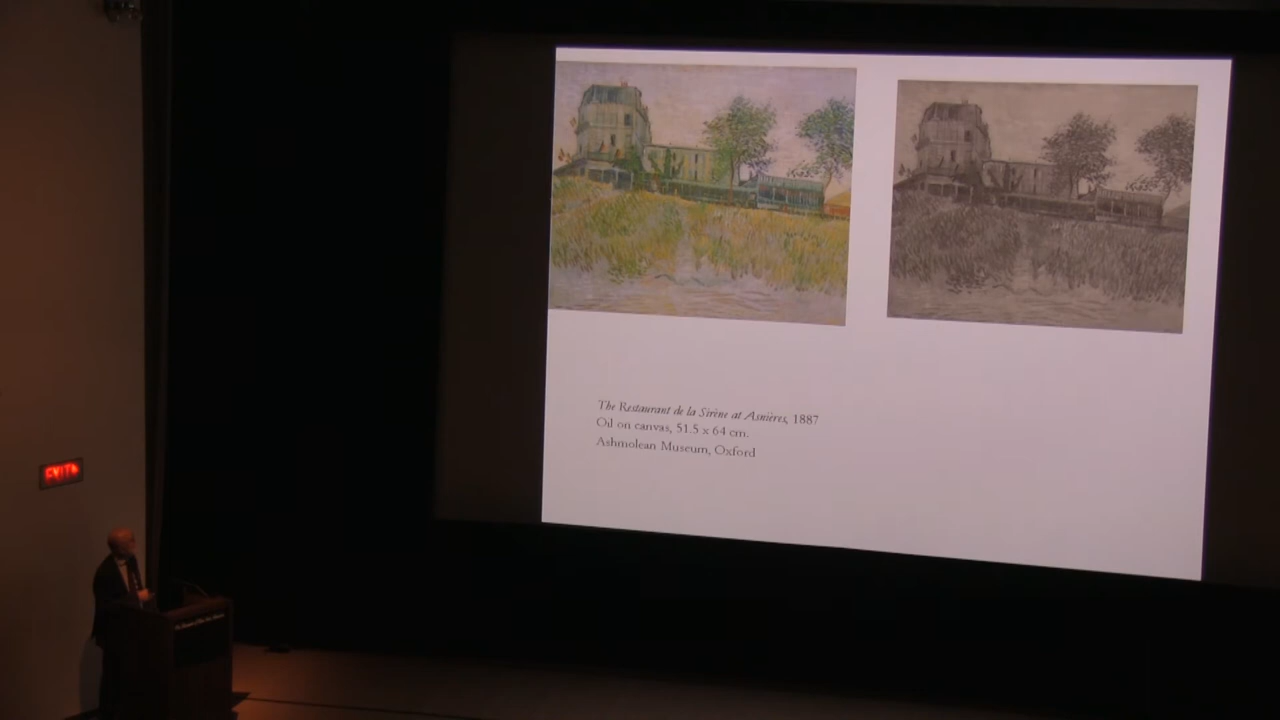 The Restaurant de la Sirène at Asnières, 1887
Oil on canvas, 51.5 x 64 cm.
Ashmolean Museum, Oxford
EXIT